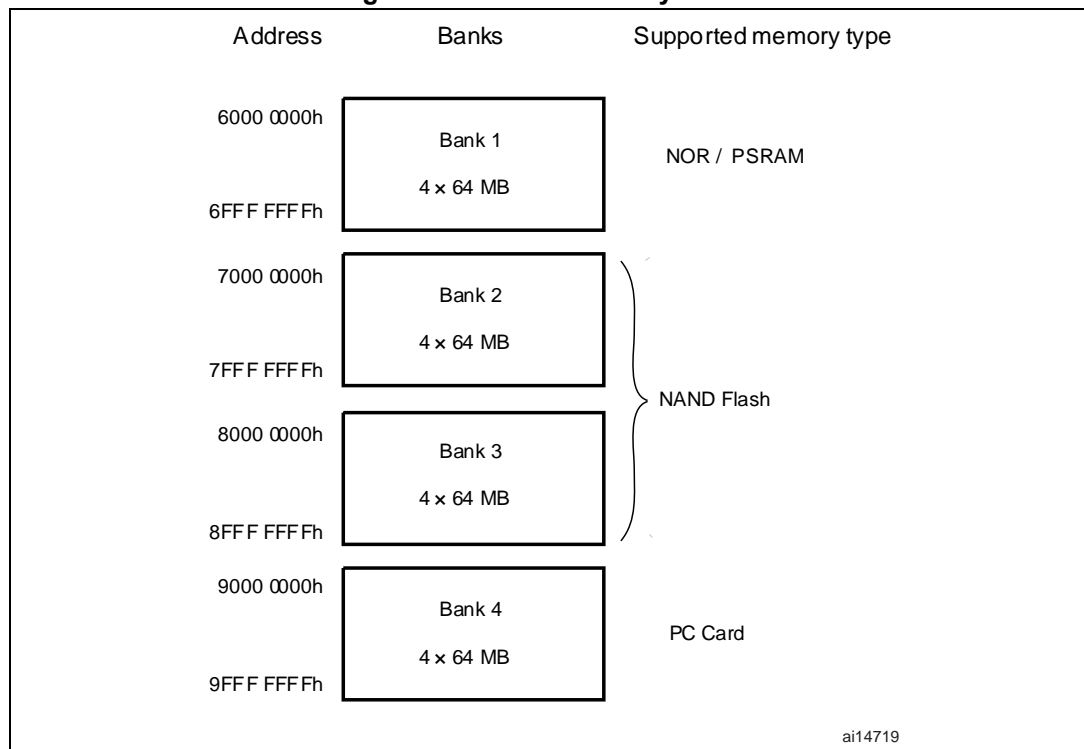 Address Banks Supported memory type
6000 0000h
Bank 1
NOR / PSRAM
4 × 64 MB
6FFF FFFFh
7000 0000h
Bank 2
4 × 64 MB
7FFF FFFFh
NAND Flash
8000 0000h
Bank 3
4 × 64 MB
8FFF FFFFh
9000 0000h
Bank 4
PC Card
4 × 64 MB
9FFF FFFFh
ai14719